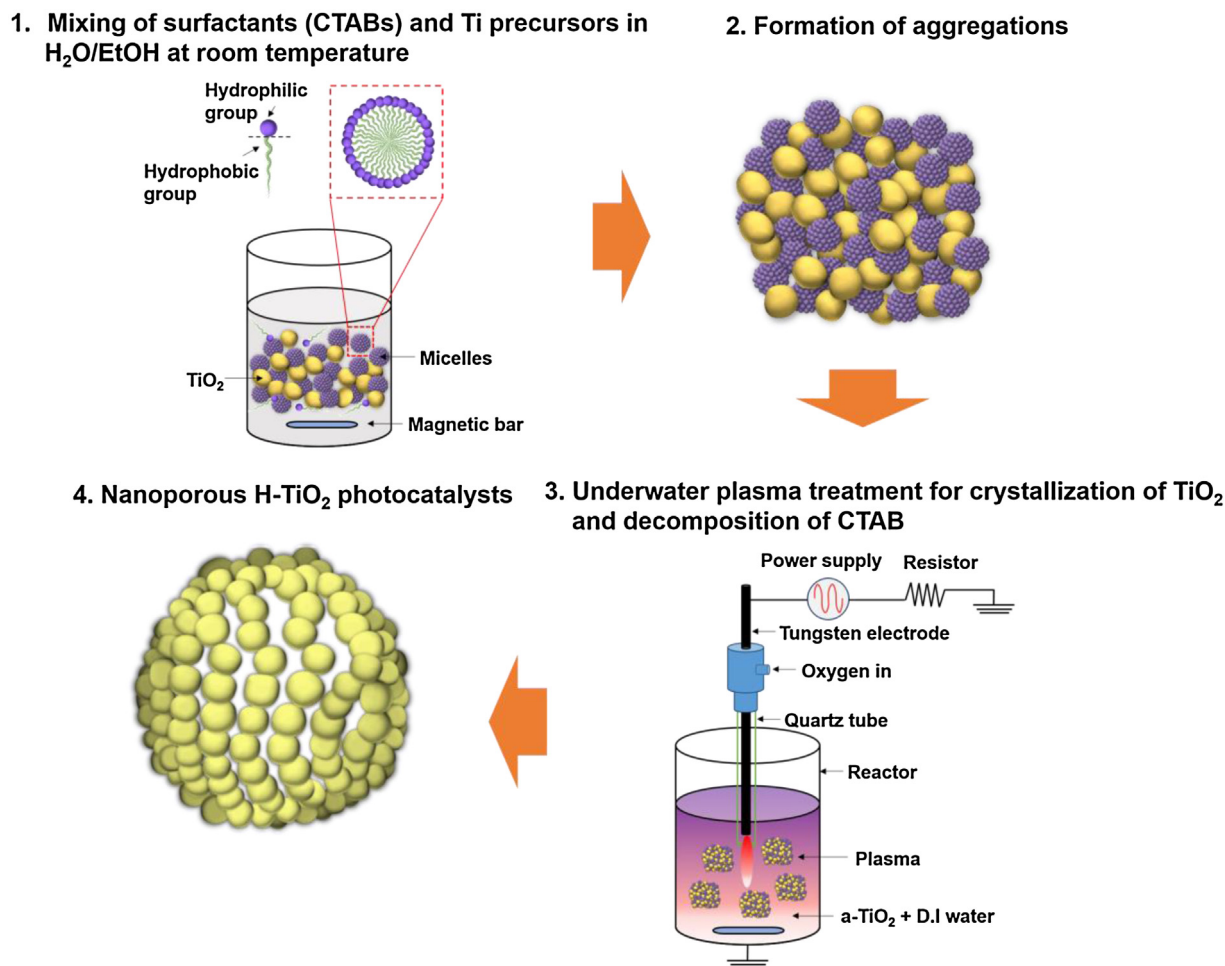 1. Mixing of surfactants (CTABs) and Ti precursors in
H₂O/EtOH at room temperature
Hydrophilic
group
Hydrophobic
group
TiO₂
Micelles
Magnetic bar
2. Formation of aggregations
3. Underwater plasma treatment for crystallization of TiO₂
and decomposition of CTAB
Power supply
Resistor
Tungsten electrode
Oxygen in
Quartz tube
Reactor
Plasma
a-TiO₂ + D.I water
4. Nanoporous H-TiO₂ photocatalysts